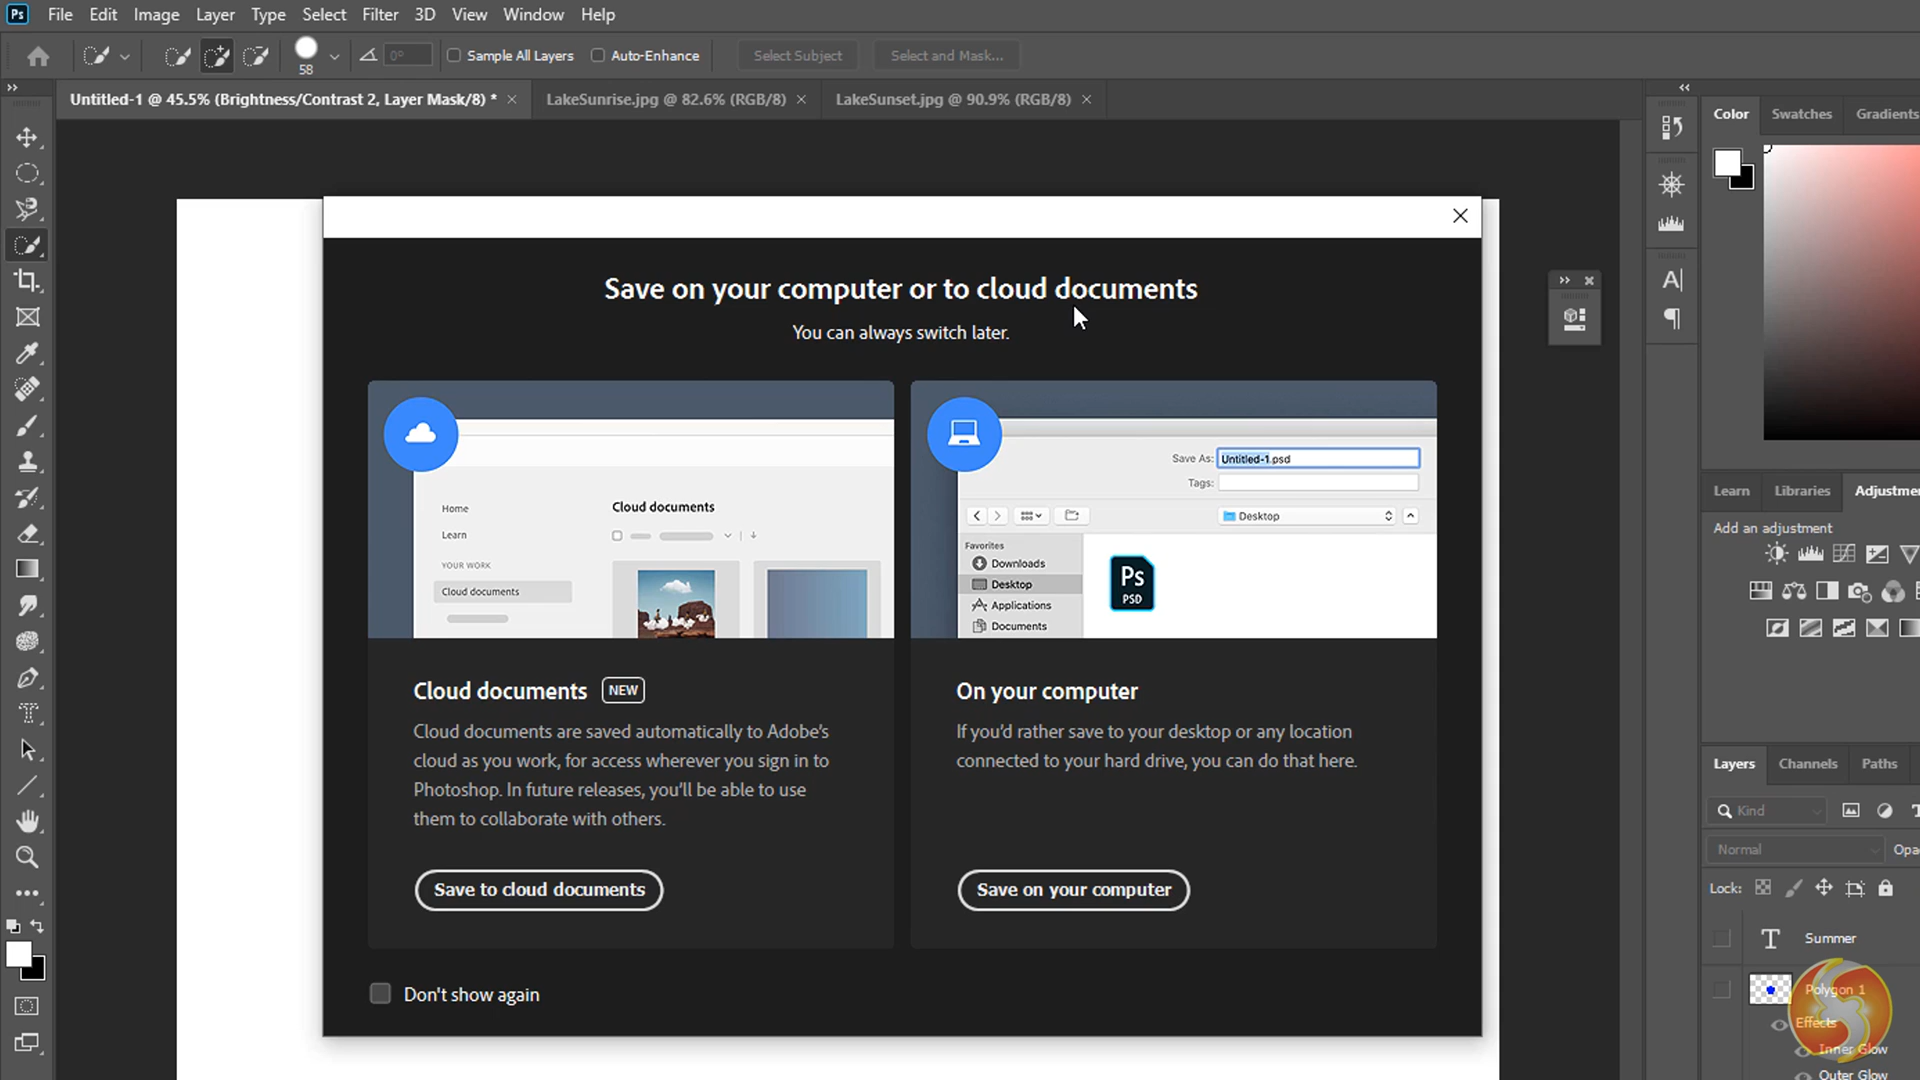 Ps File Edit Image Layer Type Select Filter 3D View Window Help
58 0° Sample All Layers Auto-Enhance Select Subject Select and Mask...
Untitled-1 @ 45.5% (Brightness/Contrast 2, Layer Mask/8) * LakeSunrise.jpg @ 82.6% (RGB/8) LakeSunset.jpg @ 90.9% (RGB/8)
Color Swatches Gradients
Save on your computer or to cloud documents
You can always switch later.
Home
Learn
YOUR WORK
Cloud documents
Cloud documents
Save As: Untitled-1.psd
Tags:
Desktop
Favorites
Downloads
Desktop
Applications
Documents
Ps
PSD
Cloud documents NEW
Cloud documents are saved automatically to Adobe's
cloud as you work, for access wherever you sign in to
Photoshop. In future releases, you'll be able to use
them to collaborate with others.
Save to cloud documents
On your computer
If you'd rather save to your desktop or any location
connected to your hard drive, you can do that here.
Save on your computer
Don't show again
Learn Libraries Adjustme
Add an adjustment
Layers Channels Paths
Kind
Normal Opa
Lock:
Summer
Polygon 1
Effects
Inner Glow
Outer Glow